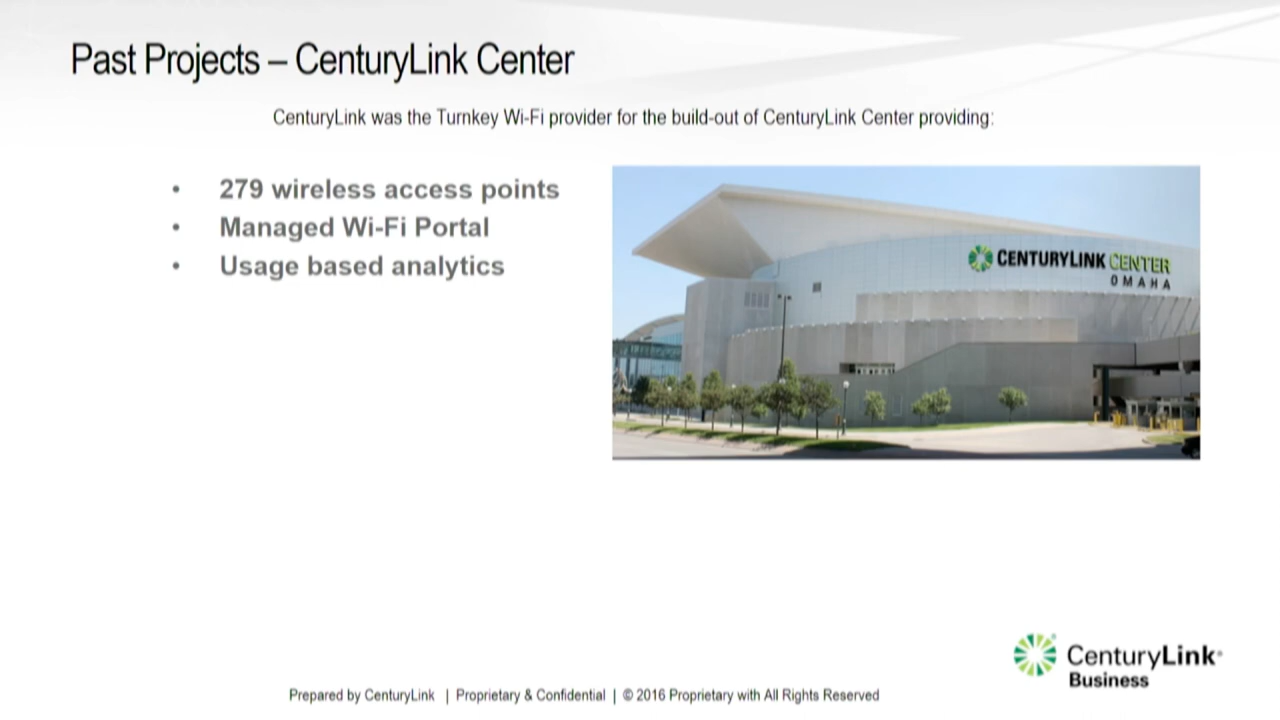 Past Projects – CenturyLink Center
CenturyLink was the Turnkey Wi-Fi provider for the build-out of CenturyLink Center providing:
• 279 wireless access points
• Managed Wi-Fi Portal
• Usage based analytics
CENTURYLINK CENTER
OMAHA
CenturyLink®
Business
Prepared by CenturyLink | Proprietary & Confidential | © 2016 Proprietary with All Rights Reserved